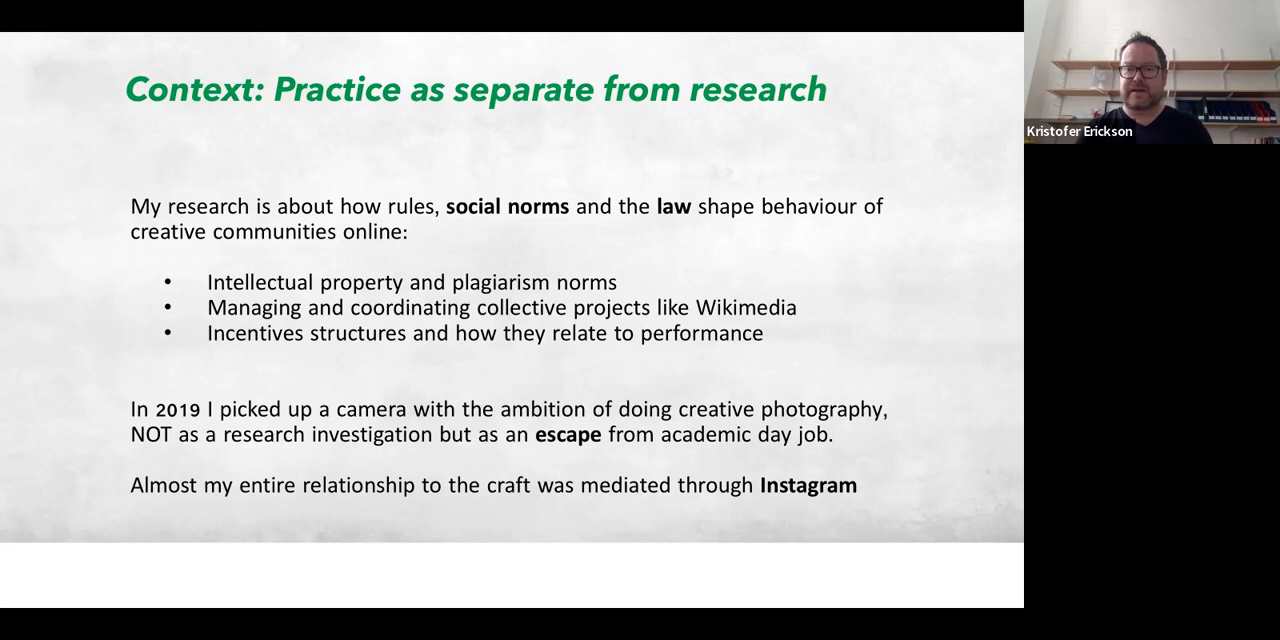 Context: Practice as separate from research
My research is about how rules, social norms and the law shape behaviour of
creative communities online:
• Intellectual property and plagiarism norms
• Managing and coordinating collective projects like Wikimedia
• Incentives structures and how they relate to performance
In 2019 I picked up a camera with the ambition of doing creative photography,
NOT as a research investigation but as an escape from academic day job.
Almost my entire relationship to the craft was mediated through Instagram
Kristofer Erickson